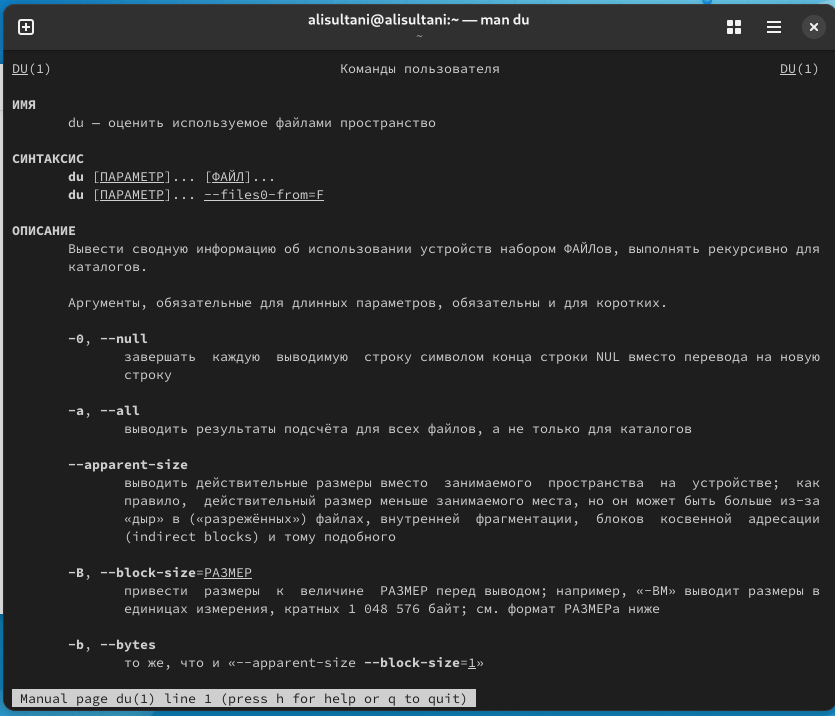 alisultani@alisultani:~ — man du
~
DU(1) Команды пользователя DU(1)
ИМЯ
du — оценить используемое файлами пространство
СИНТАКСИС
du [ПАРАМЕТР]... [ФАЙЛ]...
du [ПАРАМЕТР]... --files0-from=F
ОПИСАНИЕ
Вывести сводную информацию об использовании устройств набором ФАЙЛов, выполнять рекурсивно для
каталогов.
Аргументы, обязательные для длинных параметров, обязательны и для коротких.
-0, --null
завершать каждую выводимую строку символом конца строки NUL вместо перевода на новую
строку
-a, --all
выводить результаты подсчёта для всех файлов, а не только для каталогов
--apparent-size
выводить действительные размеры вместо занимаемого пространства на устройстве; как
правило, действительный размер меньше занимаемого места, но он может быть больше из-за
«дыр» в («разрежённых») файлах, внутренней фрагментации, блоков косвенной адресации
(indirect blocks) и тому подобного
-B, --block-size=РАЗМЕР
привести размеры к величине РАЗМЕР перед выводом; например, «-BM» выводит размеры в
единицах измерения, кратных 1 048 576 байт; см. формат РАЗМЕРа ниже
-b, --bytes
то же, что и «--apparent-size --block-size=1»
Manual page du(1) line 1 (press h for help or q to quit)